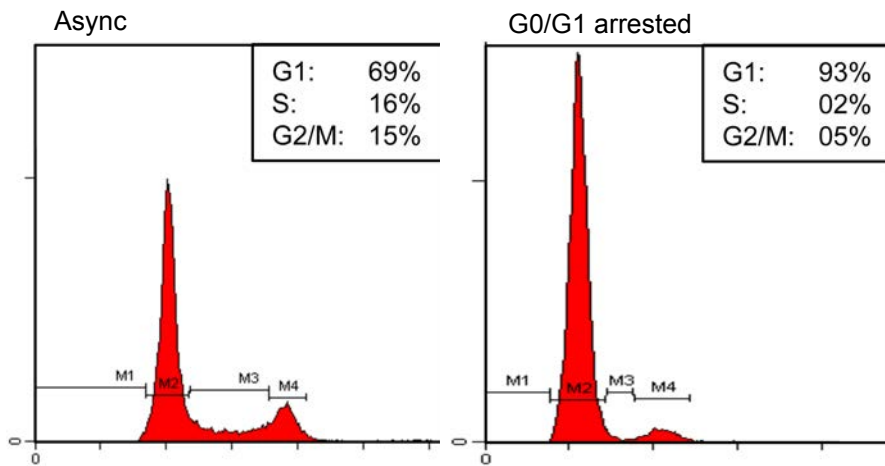 Async
G1: 69%
S: 16%
G2/M: 15%
M1 M2 M3 M4
0
0
G0/G1 arrested
G1: 93%
S: 02%
G2/M: 05%
M1 M2 M3 M4
0
0